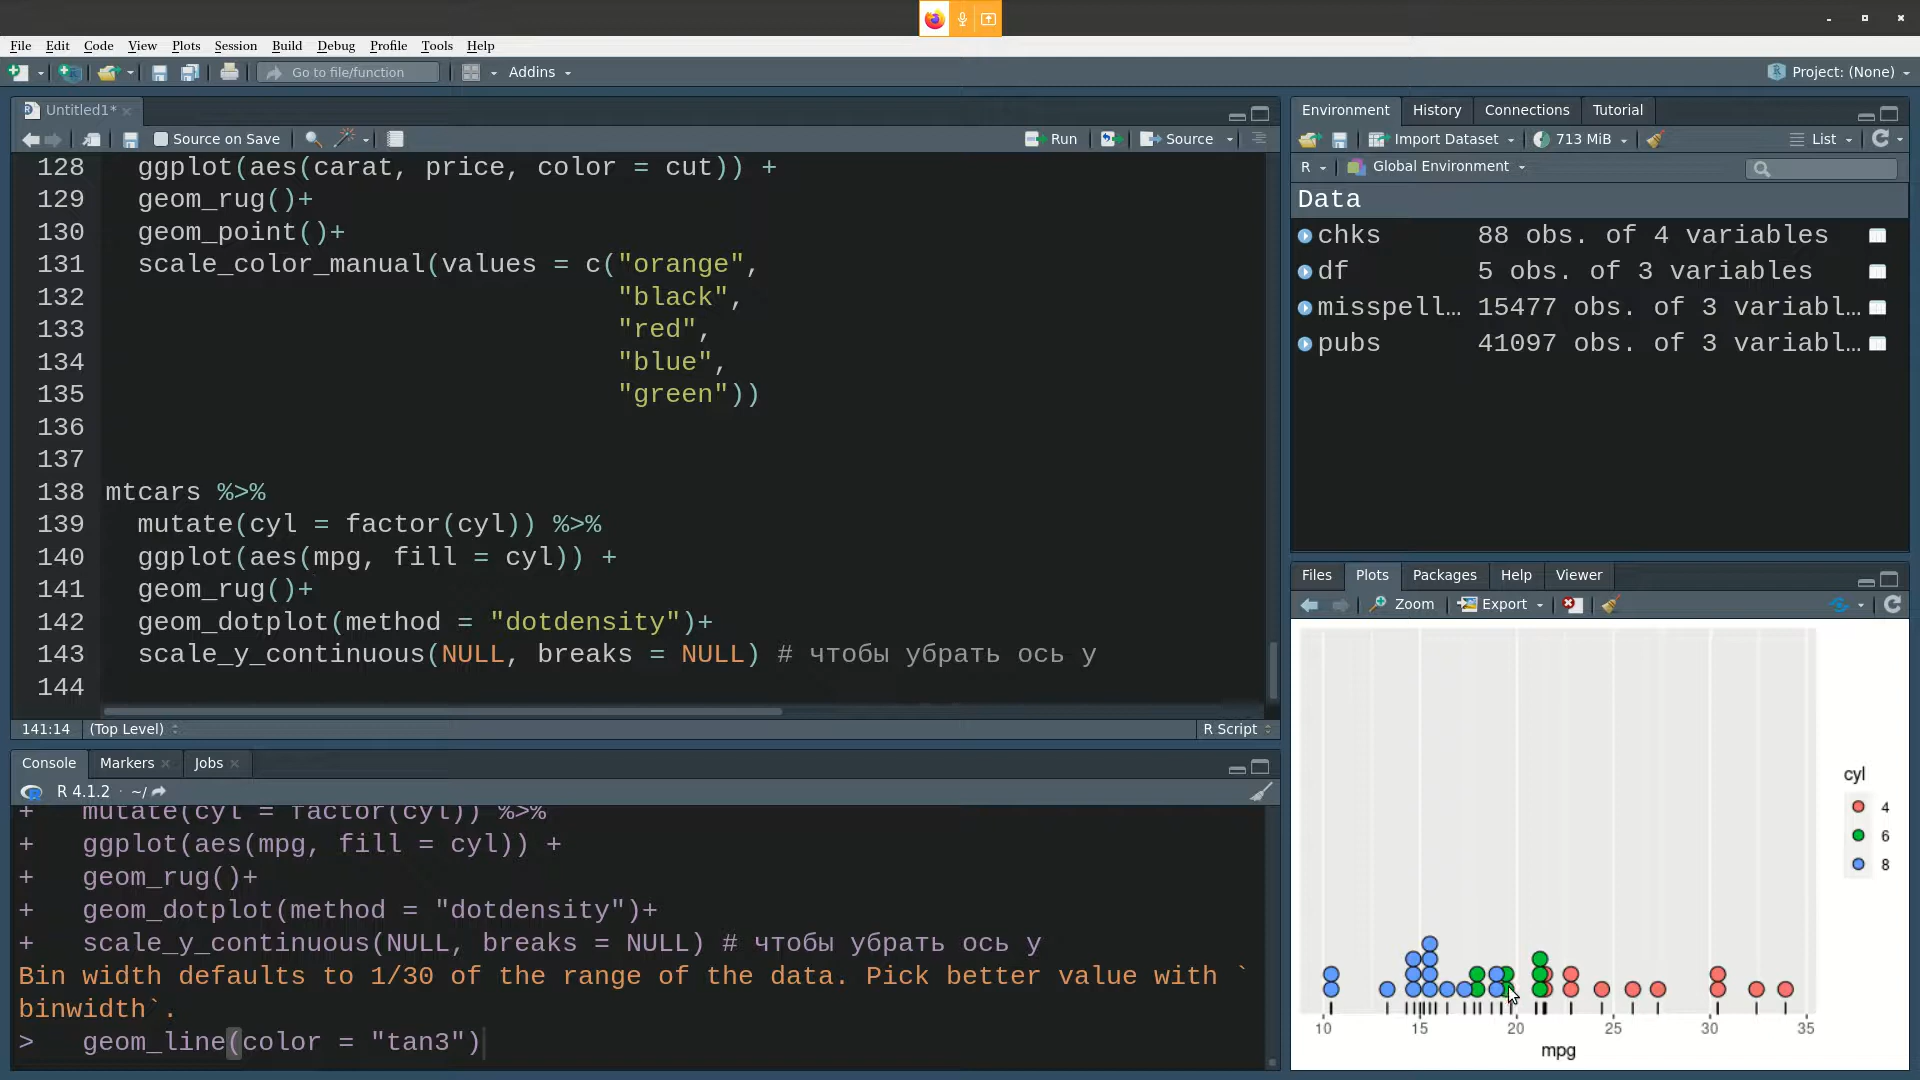 File Edit Code View Plots Session Build Debug Profile Tools Help
Go to file/function Addins Project: (None)
Untitled1*
Source on Save Run Source
128 ggplot(aes(carat, price, color = cut)) +
129 geom_rug()+
130 geom_point()+
131 scale_color_manual(values = c("orange",
132 "black",
133 "red",
134 "blue",
135 "green"))
136
137
138 mtcars %>%
139 mutate(cyl = factor(cyl)) %>%
140 ggplot(aes(mpg, fill = cyl)) +
141 geom_rug()+
142 geom_dotplot(method = "dotdensity")+
143 scale_y_continuous(NULL, breaks = NULL) # чтобы убрать ось y
144
141:14 (Top Level) R Script
Console Markers Jobs
R 4.1.2 · ~/
+ mutate(cyl = factor(cyl)) %>%
+ ggplot(aes(mpg, fill = cyl)) +
+ geom_rug()+
+ geom_dotplot(method = "dotdensity")+
+ scale_y_continuous(NULL, breaks = NULL) # чтобы убрать ось y
Bin width defaults to 1/30 of the range of the data. Pick better value with `
binwidth`.
> geom_line(color = "tan3")
Environment History Connections Tutorial
Import Dataset 713 MiB List
R Global Environment
Data
chks 88 obs. of 4 variables
df 5 obs. of 3 variables
misspell… 15477 obs. of 3 variabl…
pubs 41097 obs. of 3 variabl…
Files Plots Packages Help Viewer
Zoom Export
cyl
4
6
8
10 15 20 25 30 35
mpg